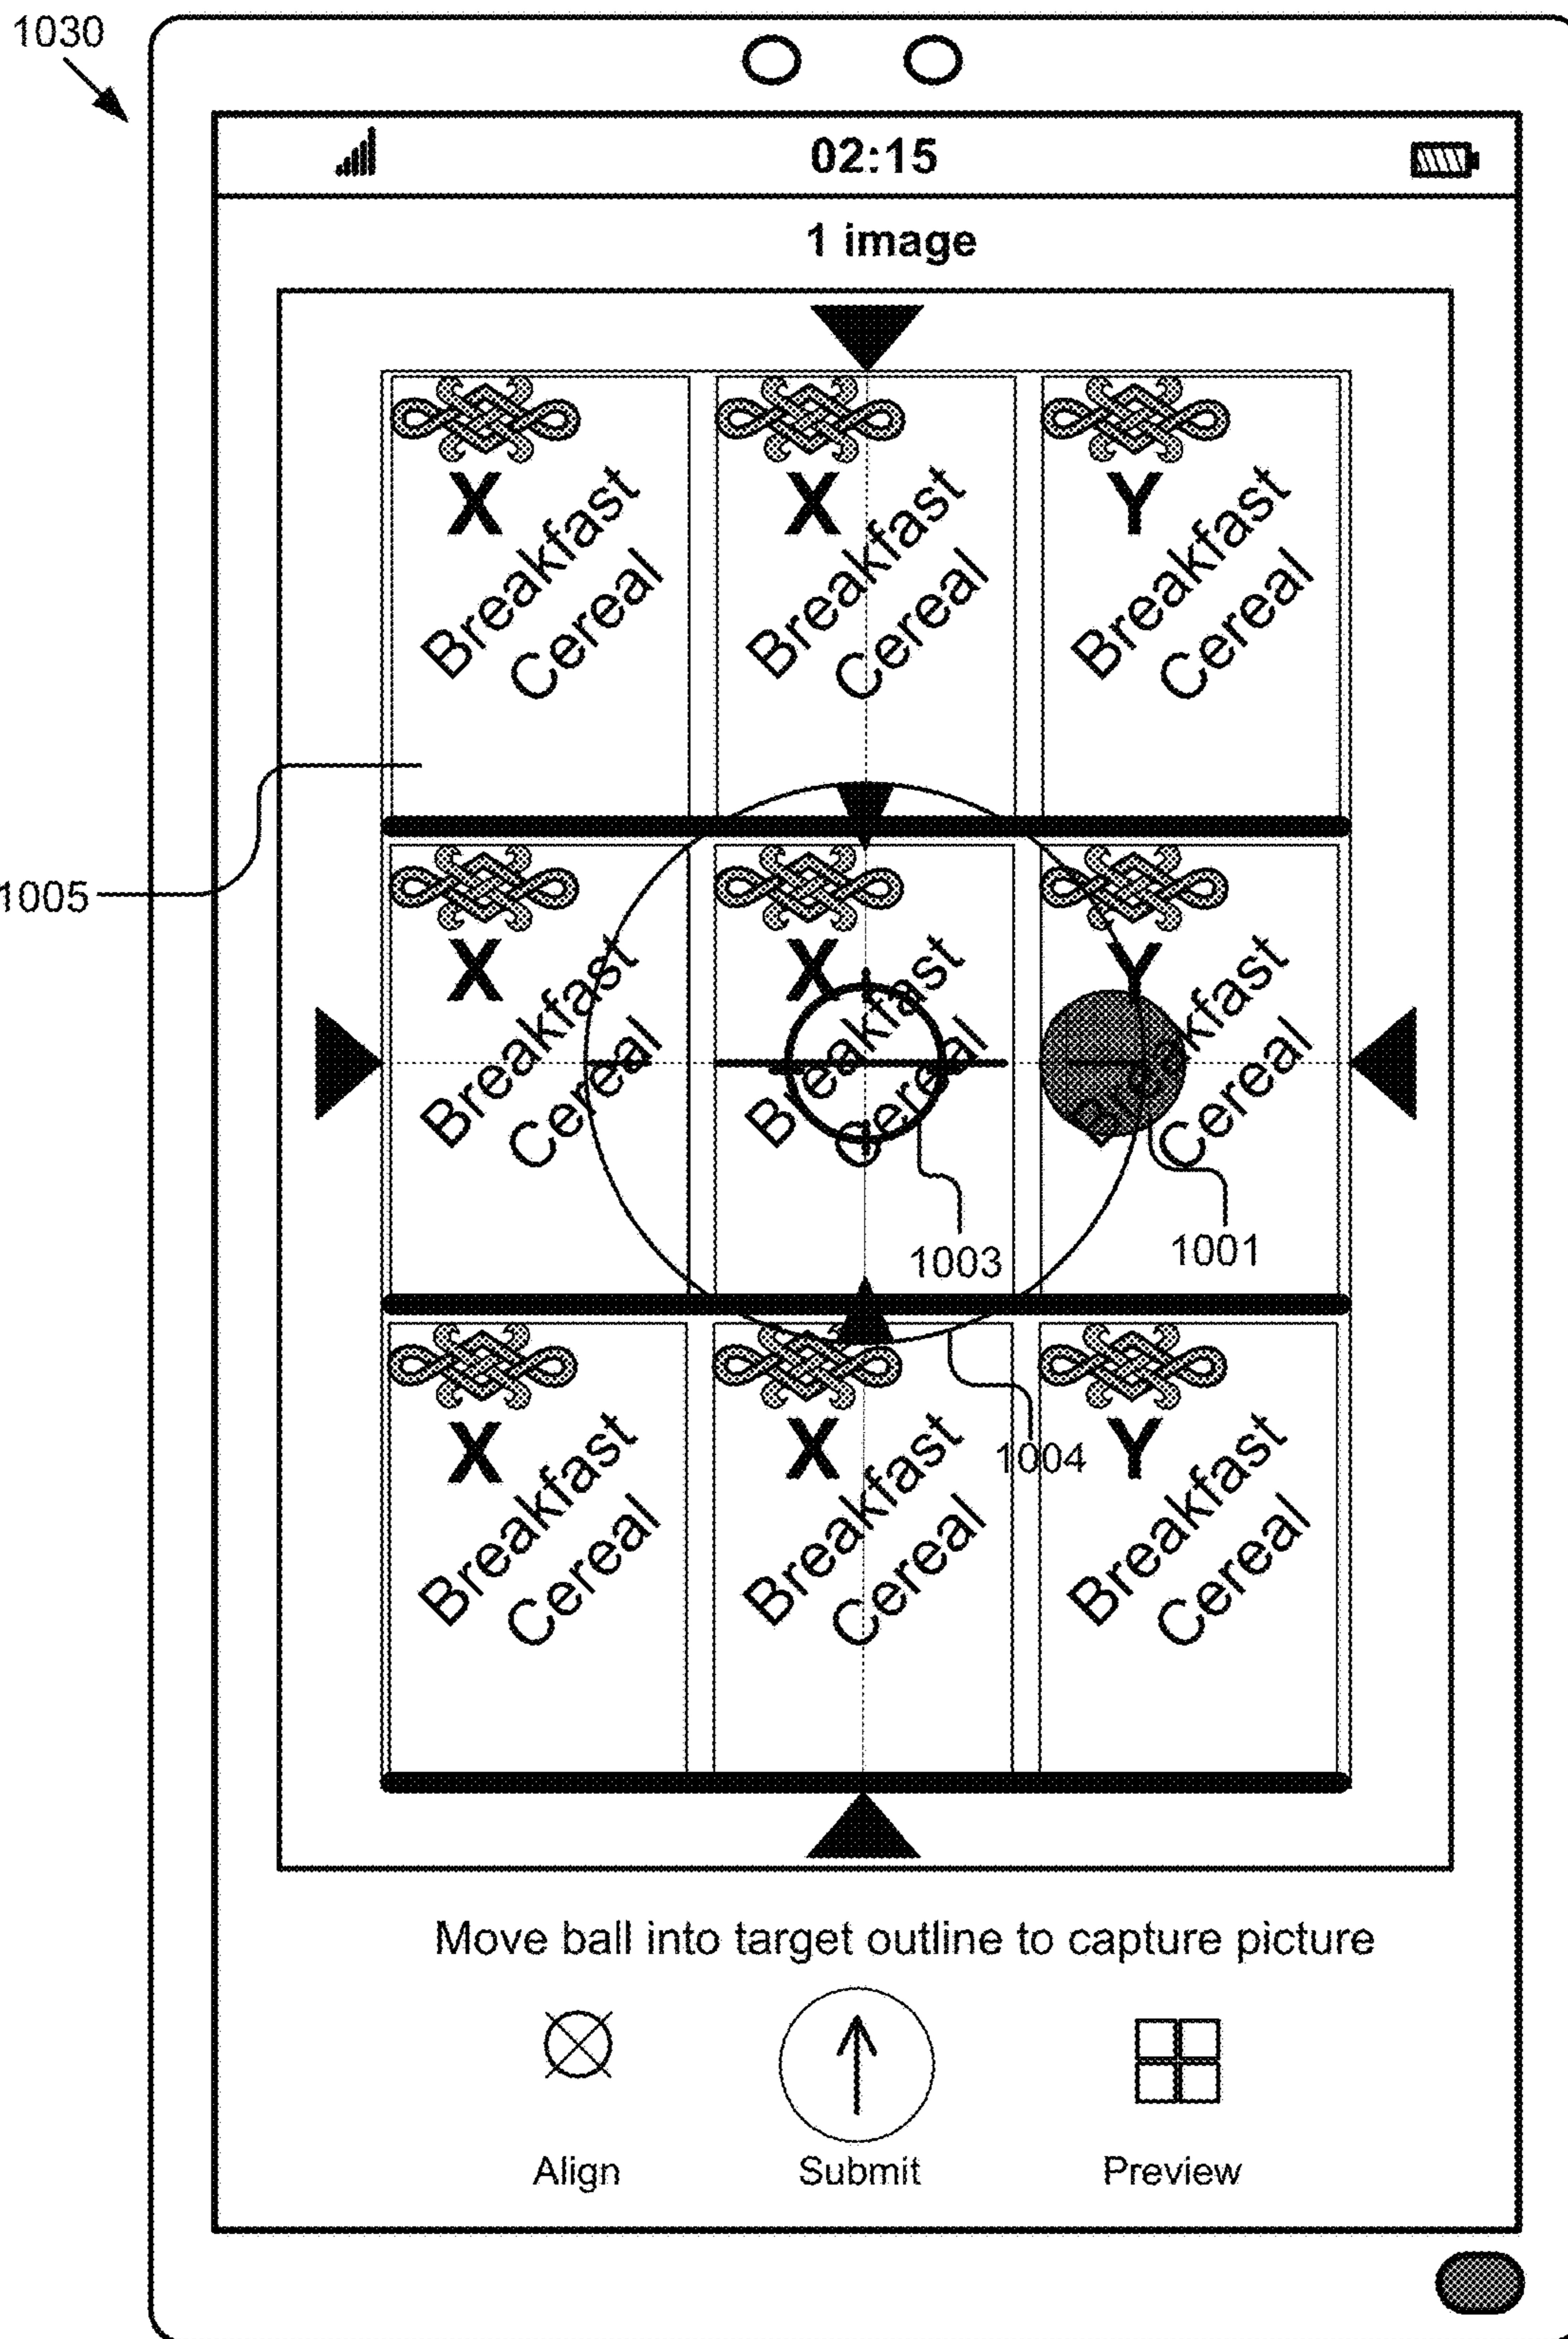 1030
02:15
1 image
X X Y
Breakfast Breakfast Breakfast
Cereal Cereal Cereal
1005
X X Y
Breakfast Breakfast Breakfast
Cereal Cereal Cereal
1003 1001
X X Y
1004
Breakfast Breakfast Breakfast
Cereal Cereal Cereal
Move ball into target outline to capture picture
Align Submit Preview